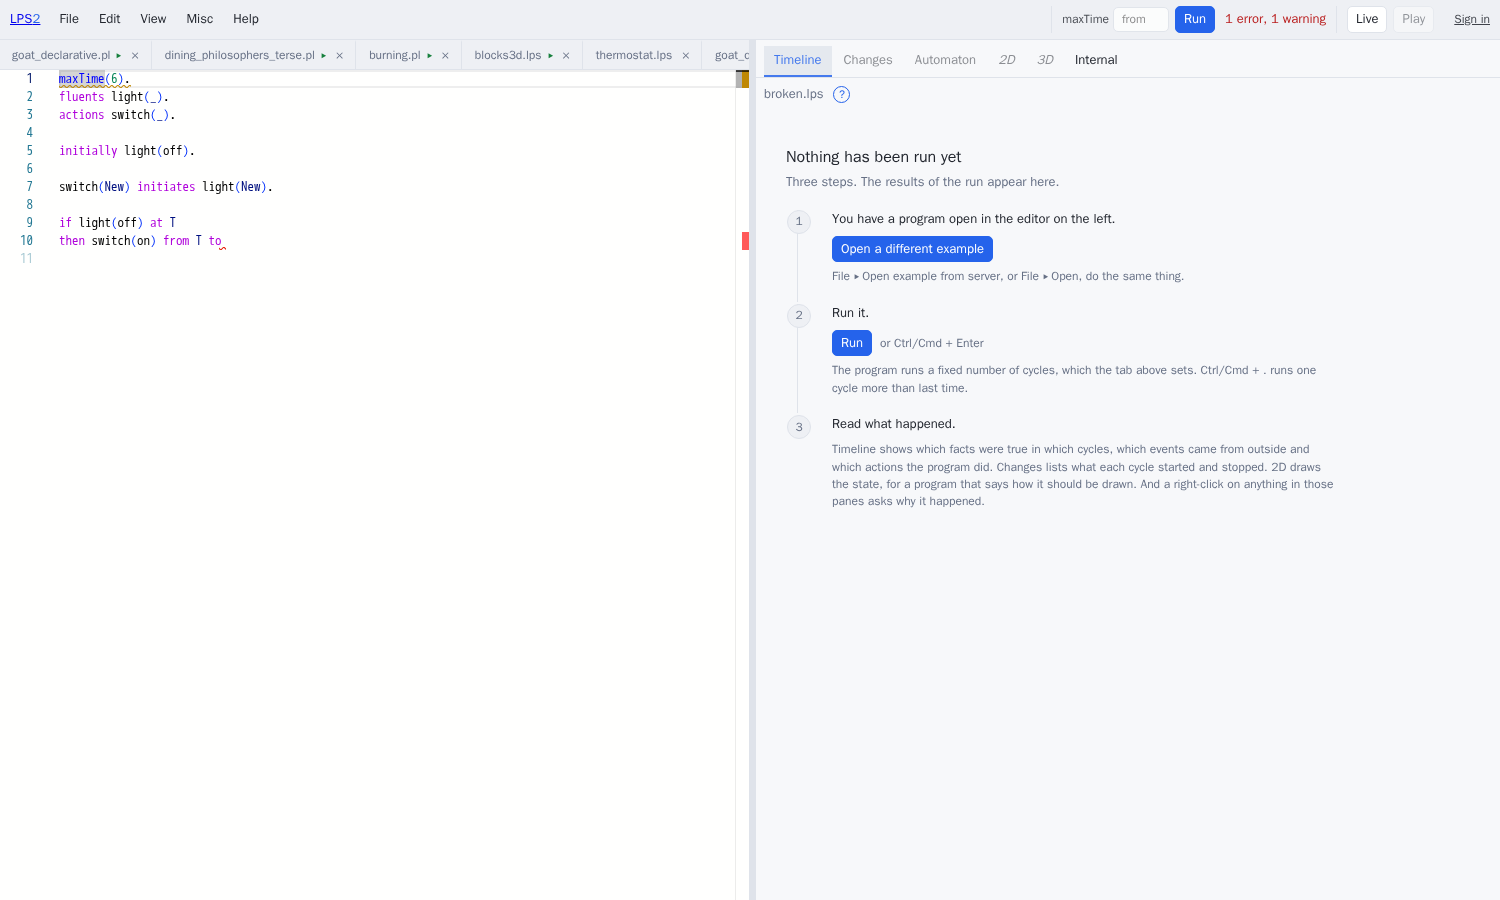 LPS2 File Edit View Misc Help maxTime from Run 1 error, 1 warning Live Play Sign in
goat_declarative.pl ▸ × dining_philosophers_terse.pl ▸ × burning.pl ▸ × blocks3d.lps ▸ × thermostat.lps ×
Timeline Changes Automaton 2D 3D Internal
broken.lps ?
1 maxTime(6).
2 fluents light(_).
3 actions switch(_).
4
5 initially light(off).
6
7 switch(New) initiates light(New).
8
9 if light(off) at T
10 then switch(on) from T to
11
Nothing has been run yet
Three steps. The results of the run appear here.
1 You have a program open in the editor on the left.
Open a different example
File ▸ Open example from server, or File ▸ Open, do the same thing.
2 Run it.
Run or Ctrl/Cmd + Enter
The program runs a fixed number of cycles, which the tab above sets. Ctrl/Cmd + . runs one
cycle more than last time.
3 Read what happened.
Timeline shows which facts were true in which cycles, which events came from outside and
which actions the program did. Changes lists what each cycle started and stopped. 2D draws
the state, for a program that says how it should be drawn. And a right-click on anything in those
panes asks why it happened.